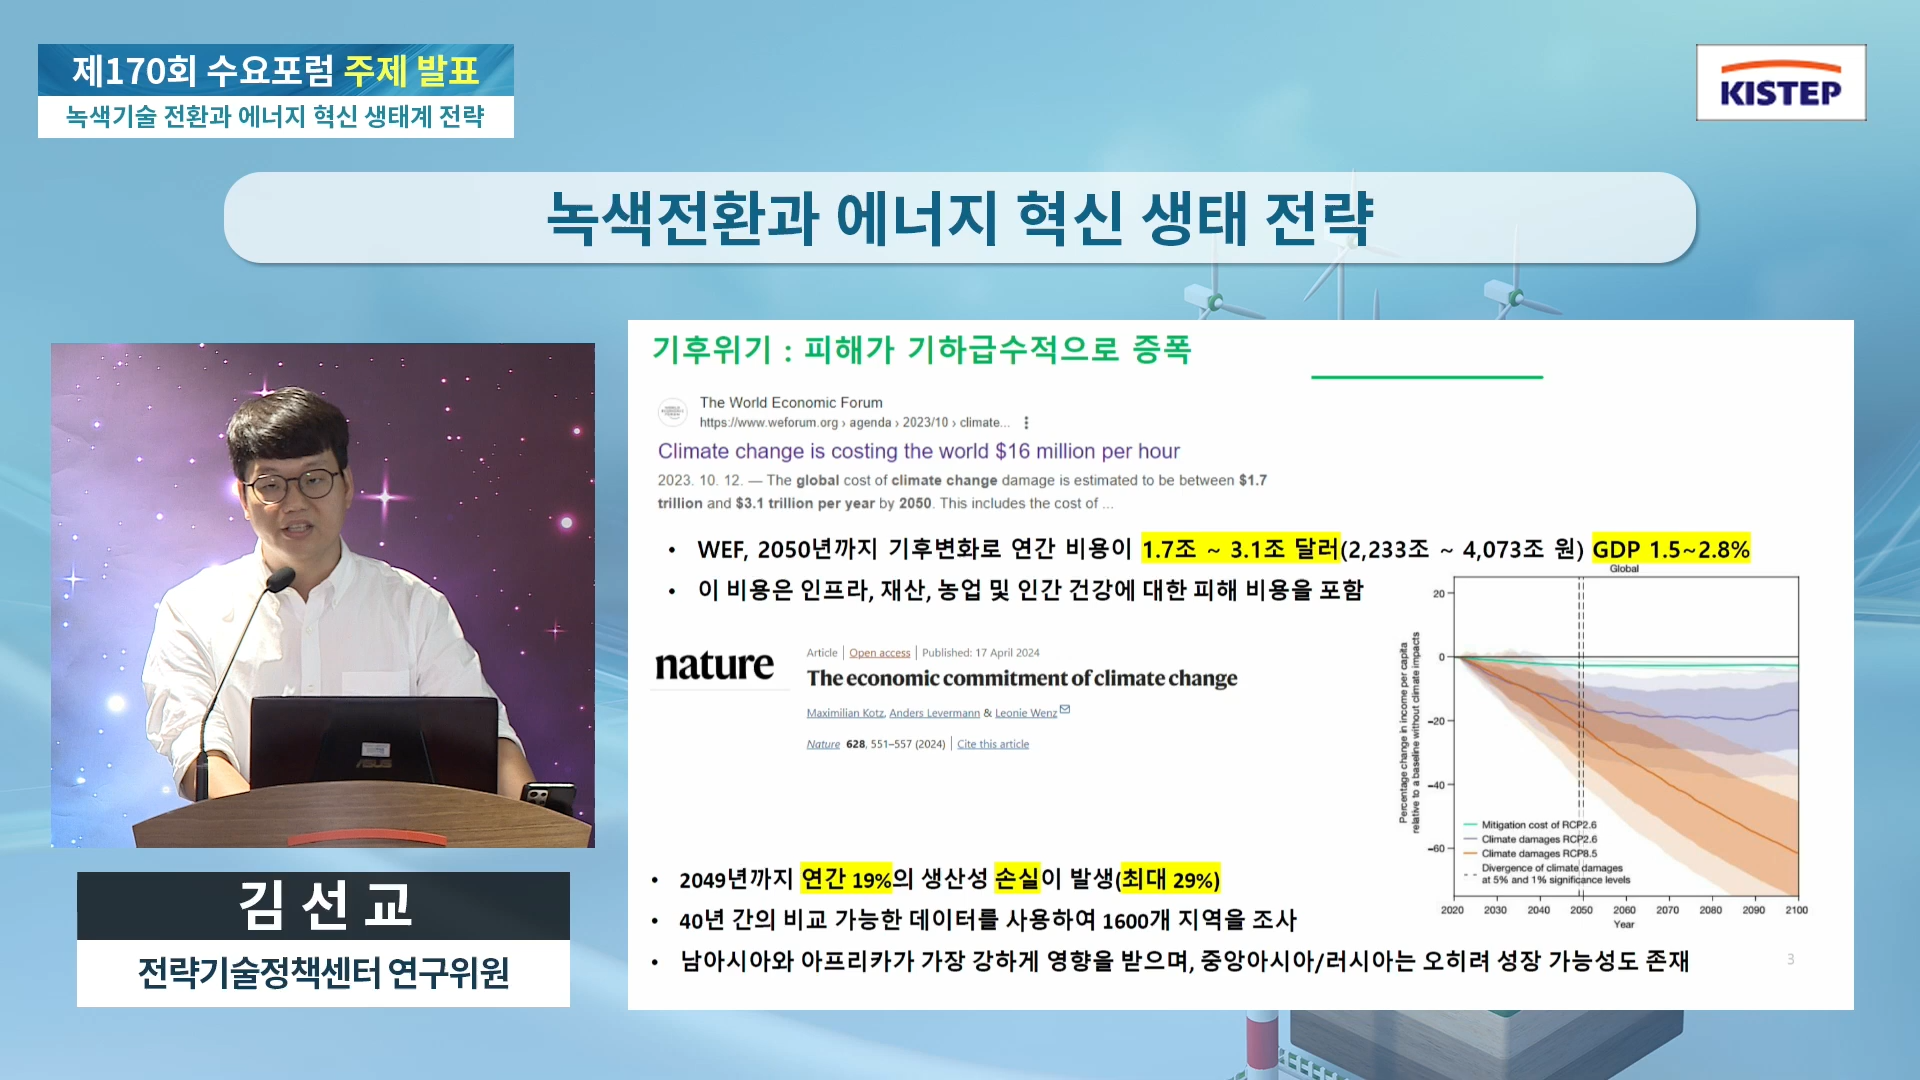 제170회 수요포럼 주제 발표
녹색기술 전환과 에너지 혁신 생태계 전략
KISTEP
녹색전환과 에너지 혁신 생태 전략
기후위기 : 피해가 기하급수적으로 증폭
The World Economic Forum
https://www.weforum.org › agenda › 2023/10 › climate...
Climate change is costing the world $16 million per hour
2023. 10. 12. — The global cost of climate change damage is estimated to be between $1.7
trillion and $3.1 trillion per year by 2050. This includes the cost of ...
• WEF, 2050년까지 기후변화로 연간 비용이 1.7조 ~ 3.1조 달러(2,233조 ~ 4,073조 원) GDP 1.5~2.8%
• 이 비용은 인프라, 재산, 농업 및 인간 건강에 대한 피해 비용을 포함
nature
Article | Open access | Published: 17 April 2024
The economic commitment of climate change
Maximilian Kotz, Anders Levermann & Leonie Wenz
Nature 628, 551–557 (2024) | Cite this article
Global
Percentage change in income per capita
relative to a baseline without climate impacts
20
0
−20
−40
−60
Mitigation cost of RCP2.6
Climate damages RCP2.6
Climate damages RCP8.5
Divergence of climate damages
at 5% and 1% significance levels
2020 2030 2040 2050 2060 2070 2080 2090 2100
Year
• 2049년까지 연간 19%의 생산성 손실이 발생(최대 29%)
• 40년 간의 비교 가능한 데이터를 사용하여 1600개 지역을 조사
• 남아시아와 아프리카가 가장 강하게 영향을 받으며, 중앙아시아/러시아는 오히려 성장 가능성도 존재
3
ASUS
김 선 교
전략기술정책센터 연구위원